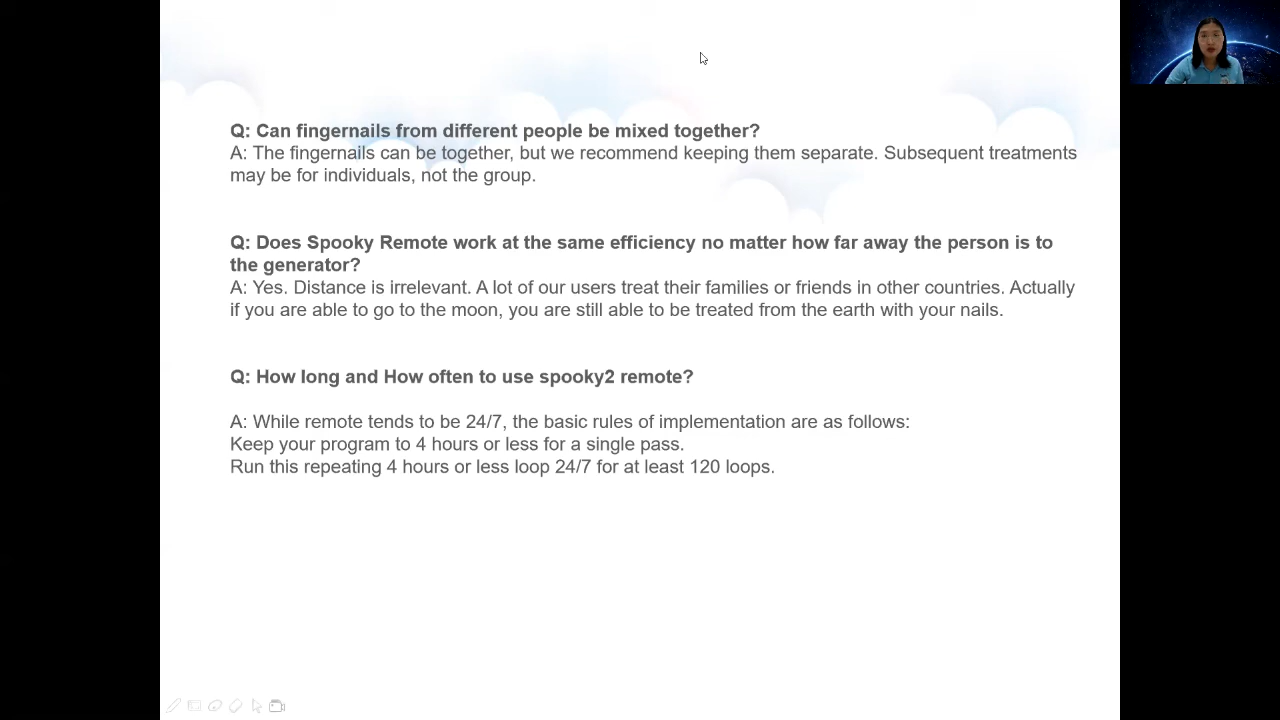 Q: Can fingernails from different people be mixed together?
A: The fingernails can be together, but we recommend keeping them separate. Subsequent treatments
may be for individuals, not the group.
Q: Does Spooky Remote work at the same efficiency no matter how far away the person is to
the generator?
A: Yes. Distance is irrelevant. A lot of our users treat their families or friends in other countries. Actually
if you are able to go to the moon, you are still able to be treated from the earth with your nails.
Q: How long and How often to use spooky2 remote?
A: While remote tends to be 24/7, the basic rules of implementation are as follows:
Keep your program to 4 hours or less for a single pass.
Run this repeating 4 hours or less loop 24/7 for at least 120 loops.